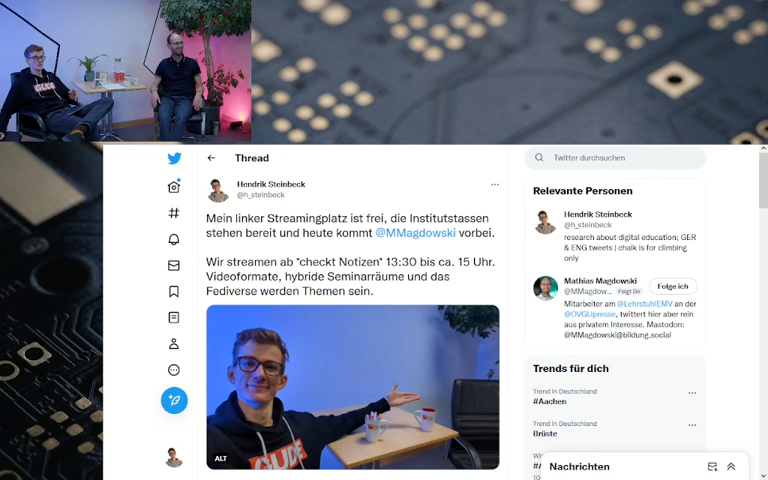 GUDE
Thread
Hendrik Steinbeck
@h_steinbeck
Mein linker Streamingplatz ist frei, die Institutstassen
stehen bereit und heute kommt @MMagdowski vorbei.
Wir streamen ab "checkt Notizen" 13:30 bis ca. 15 Uhr.
Videoformate, hybride Seminarräume und das
Fediverse werden Themen sein.
GUDE
ALT
Twitter durchsuchen
Relevante Personen
Hendrik Steinbeck
@h_steinbeck
research about digital education; GER
& ENG tweets | chalk is for climbing
only
Mathias Magdowski
@MMagdow... Folgt Dir
Folge ich
Mitarbeiter am @LehrstuhlEMV an der
@OVGUpresse, twittert hier aber rein
aus privatem Interesse. Mastodon:
@MMagdowski@bildung.social
Trends für dich
Trend in Deutschland
#Aachen
Trend in Deutschland
Brüste
Nachrichten